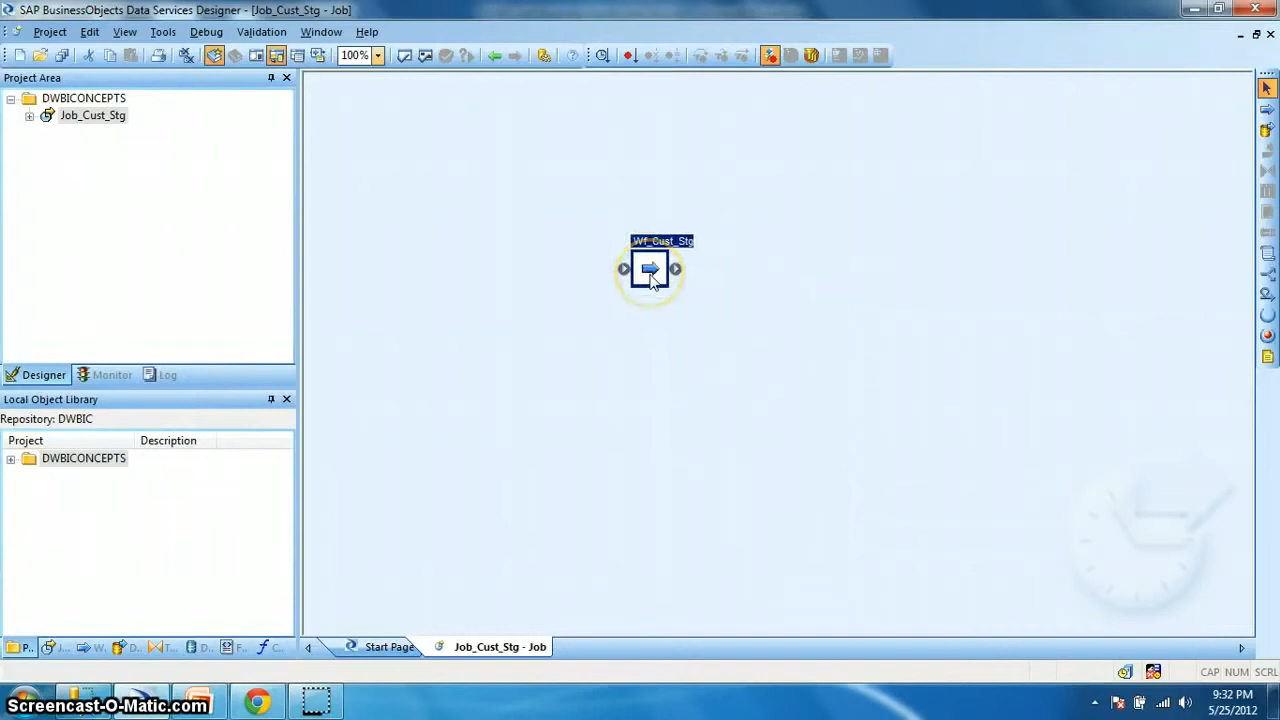 SAP BusinessObjects Data Services Designer - [Job_Cust_Stg - Job]
Project Edit View Tools Debug Validation Window Help
100%
Project Area
DWBICONCEPTS
Job_Cust_Stg
Wf_Cust_Stg
Designer Monitor Log
Local Object Library
Repository: DWBIC
Project Description
DWBICONCEPTS
P.. J... W. D.. T... D.. F.. C...
Start Page Job_Cust_Stg - Job
CAP NUM SCRL
Screencast-O-Matic.com
9:32 PM
5/25/2012